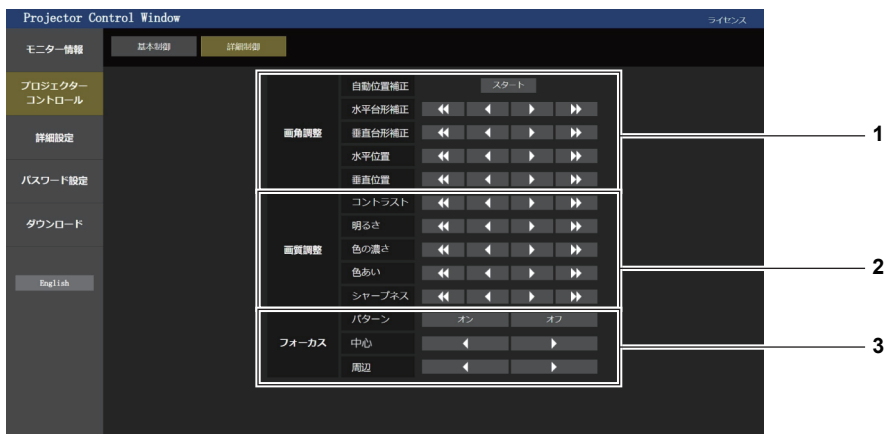 Projector Control Window
ライセンス
モニター情報
基本制御
詳細制御
プロジェクター
コントロール
詳細設定
パスワード設定
ダウンロード
English
画角調整
自動位置補正
スタート
水平台形補正
垂直台形補正
水平位置
垂直位置
1
画質調整
コントラスト
明るさ
色の濃さ
色あい
シャープネス
2
フォーカス
パターン
オン
オフ
中心
周辺
3